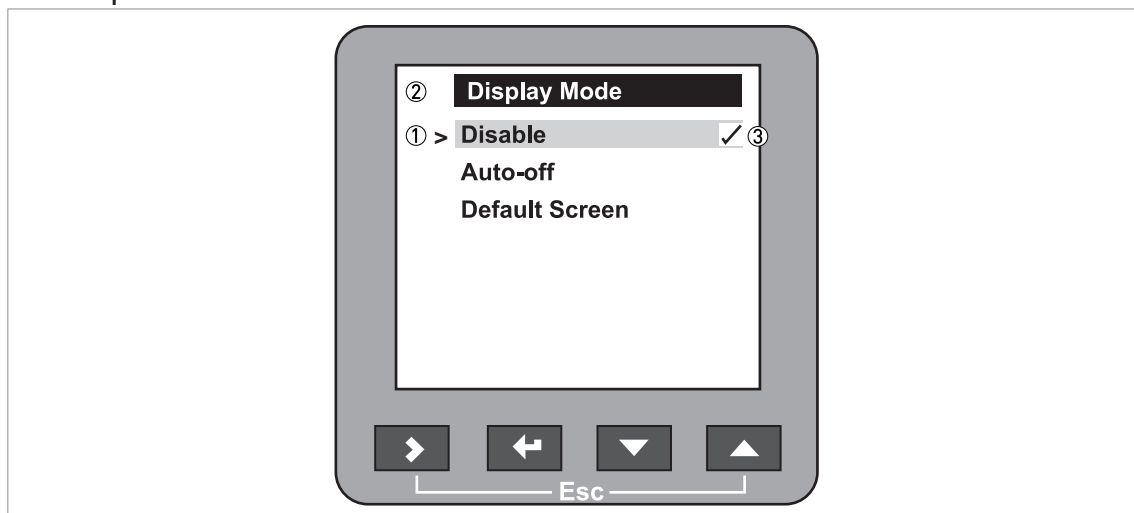 ② Display Mode
① > Disable ✓ ③
Auto-off
Default Screen
Esc